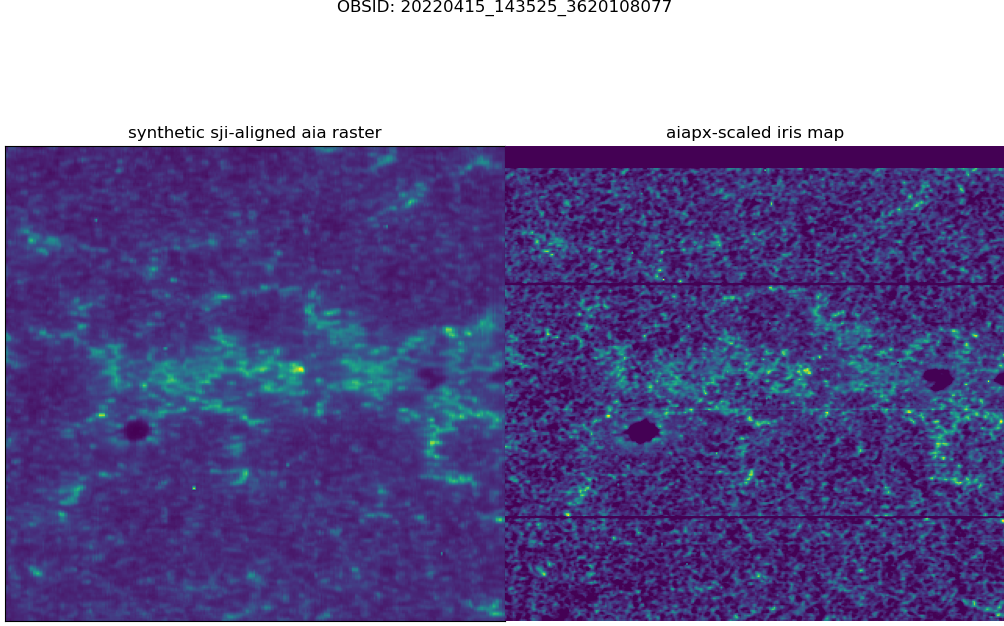 OBSID: 20220415_143525_3620108077
synthetic sji-aligned aia raster
aiapx-scaled iris map